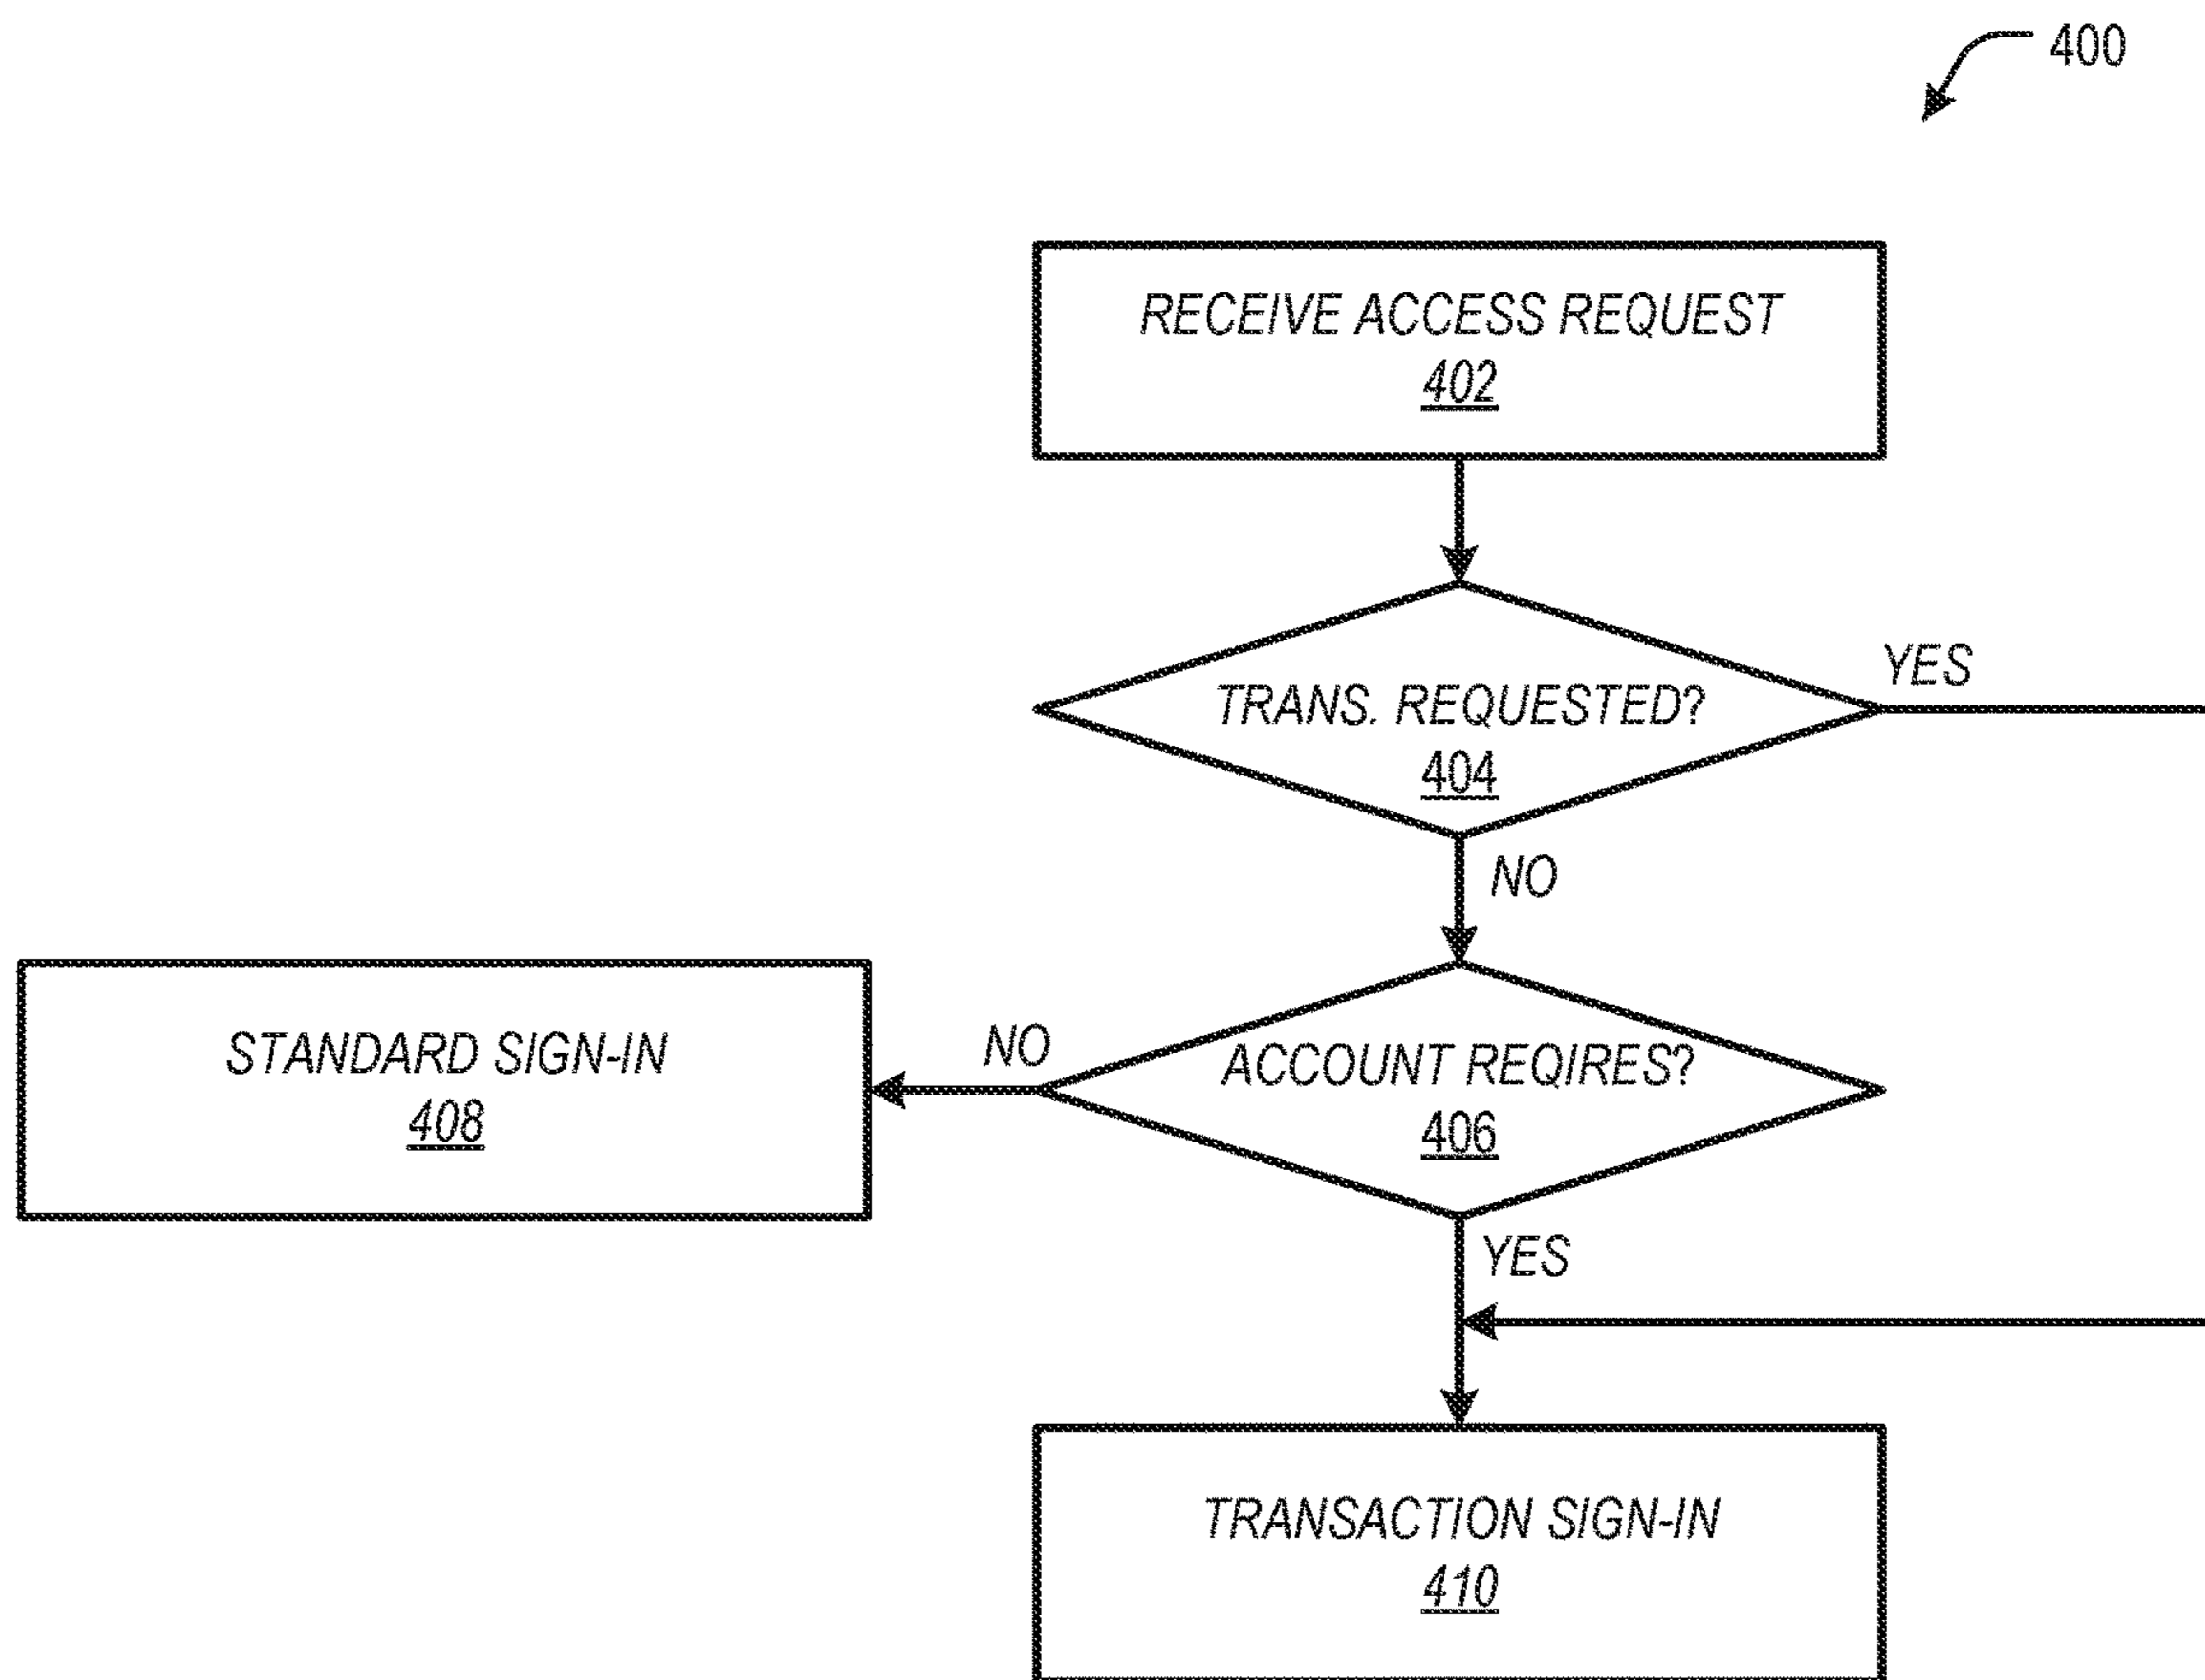 400
RECEIVE ACCESS REQUEST
402
YES
TRANS. REQUESTED?
404
NO
NO
STANDARD SIGN-IN
408
ACCOUNT REQIRES?
406
YES
TRANSACTION SIGN-IN
410